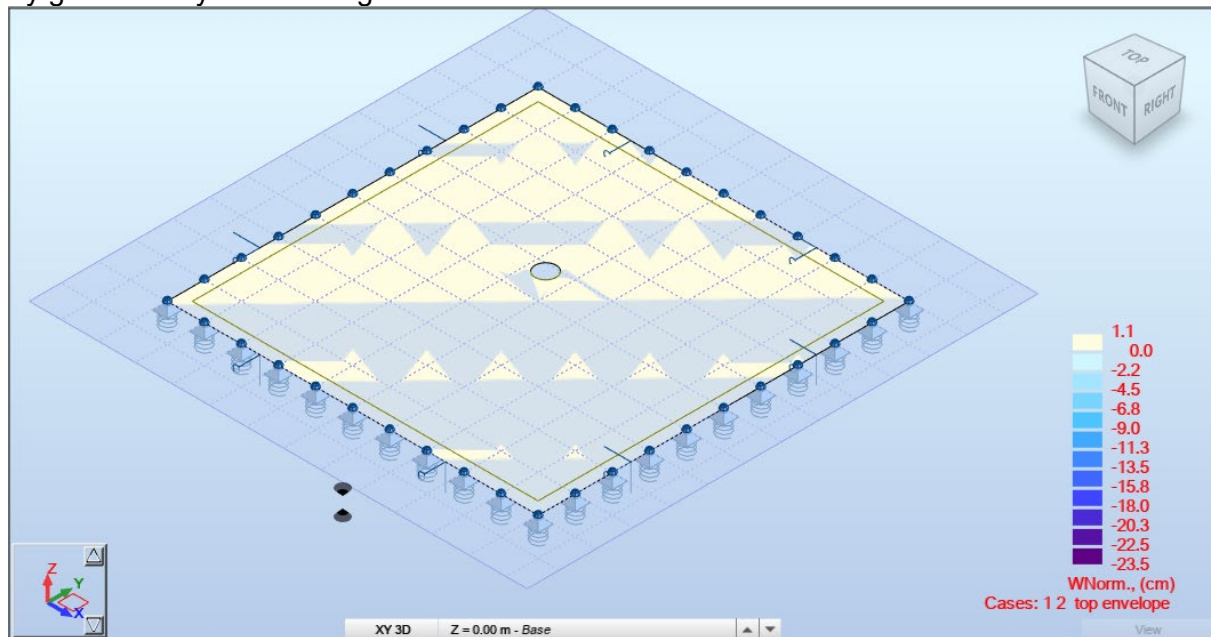 TOP
FRONT
RIGHT
1.1
0.0
-2.2
-4.5
-6.8
-9.0
-11.3
-13.5
-15.8
-18.0
-20.3
-22.5
-23.5
WNorm., (cm)
Cases: 1 2 top envelope
Z
Y
X
XY 3D Z = 0.00 m - Base
View